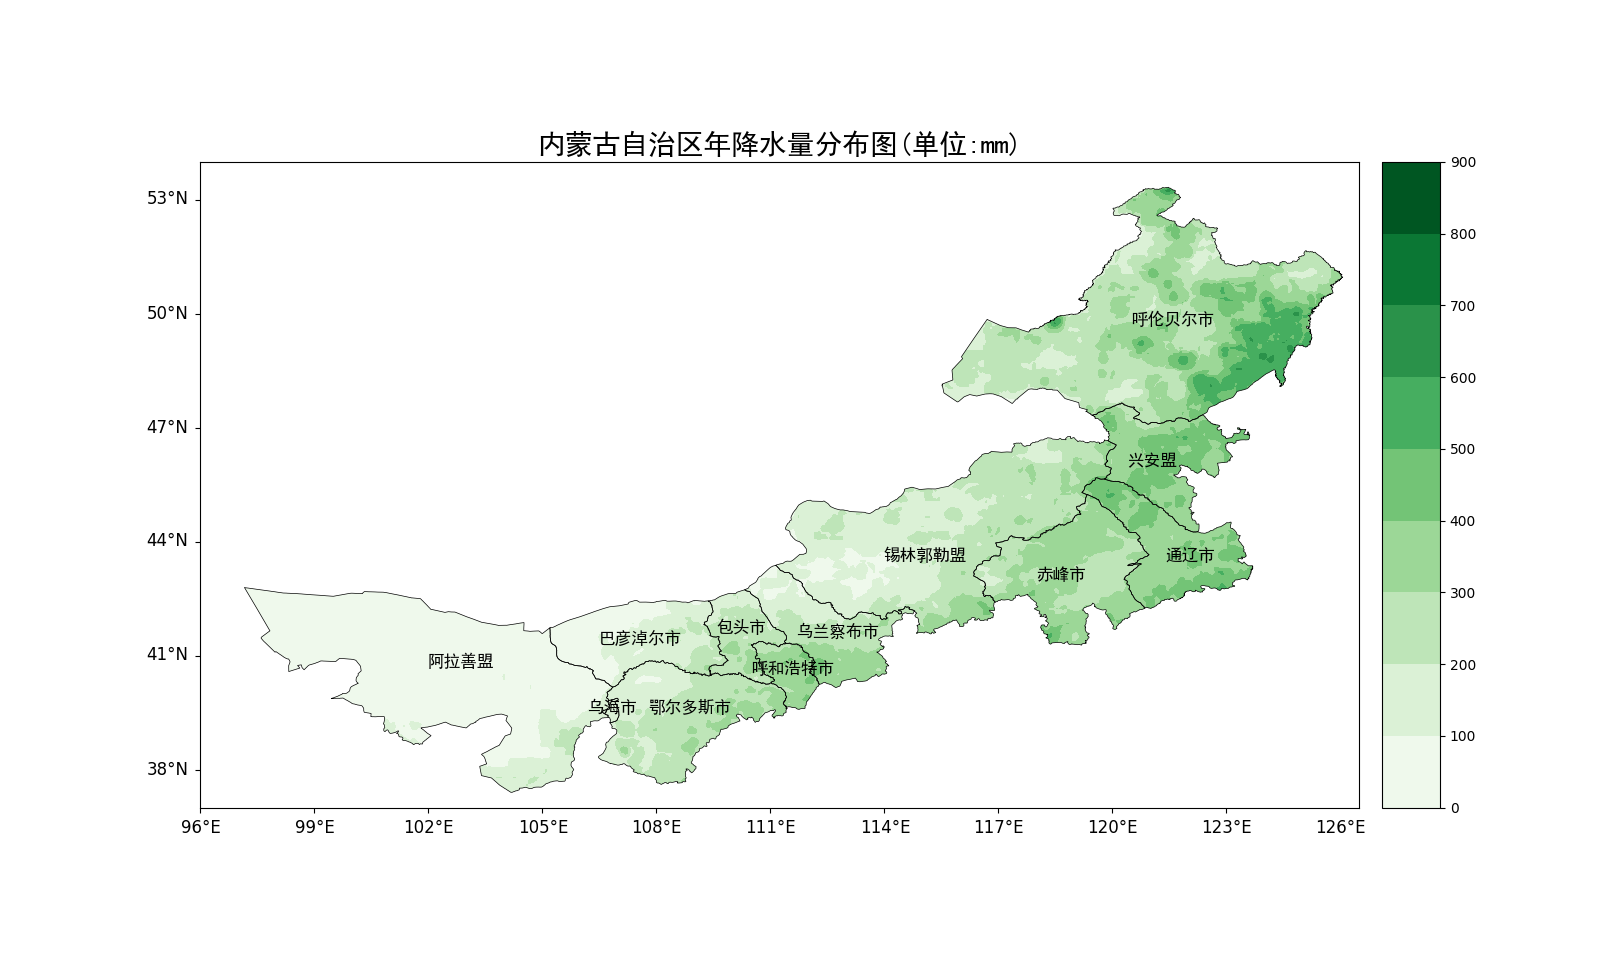 内蒙古自治区年降水量分布图(单位:mm)
53°N
50°N
47°N
44°N
41°N
38°N
呼伦贝尔市
兴安盟
锡林郭勒盟
通辽市
赤峰市
包头市
乌兰察布市
巴彦淖尔市
阿拉善盟
呼和浩特市
乌海市
鄂尔多斯市
96°E
99°E
102°E
105°E
108°E
111°E
114°E
117°E
120°E
123°E
126°E
900
800
700
600
500
400
300
200
100
0